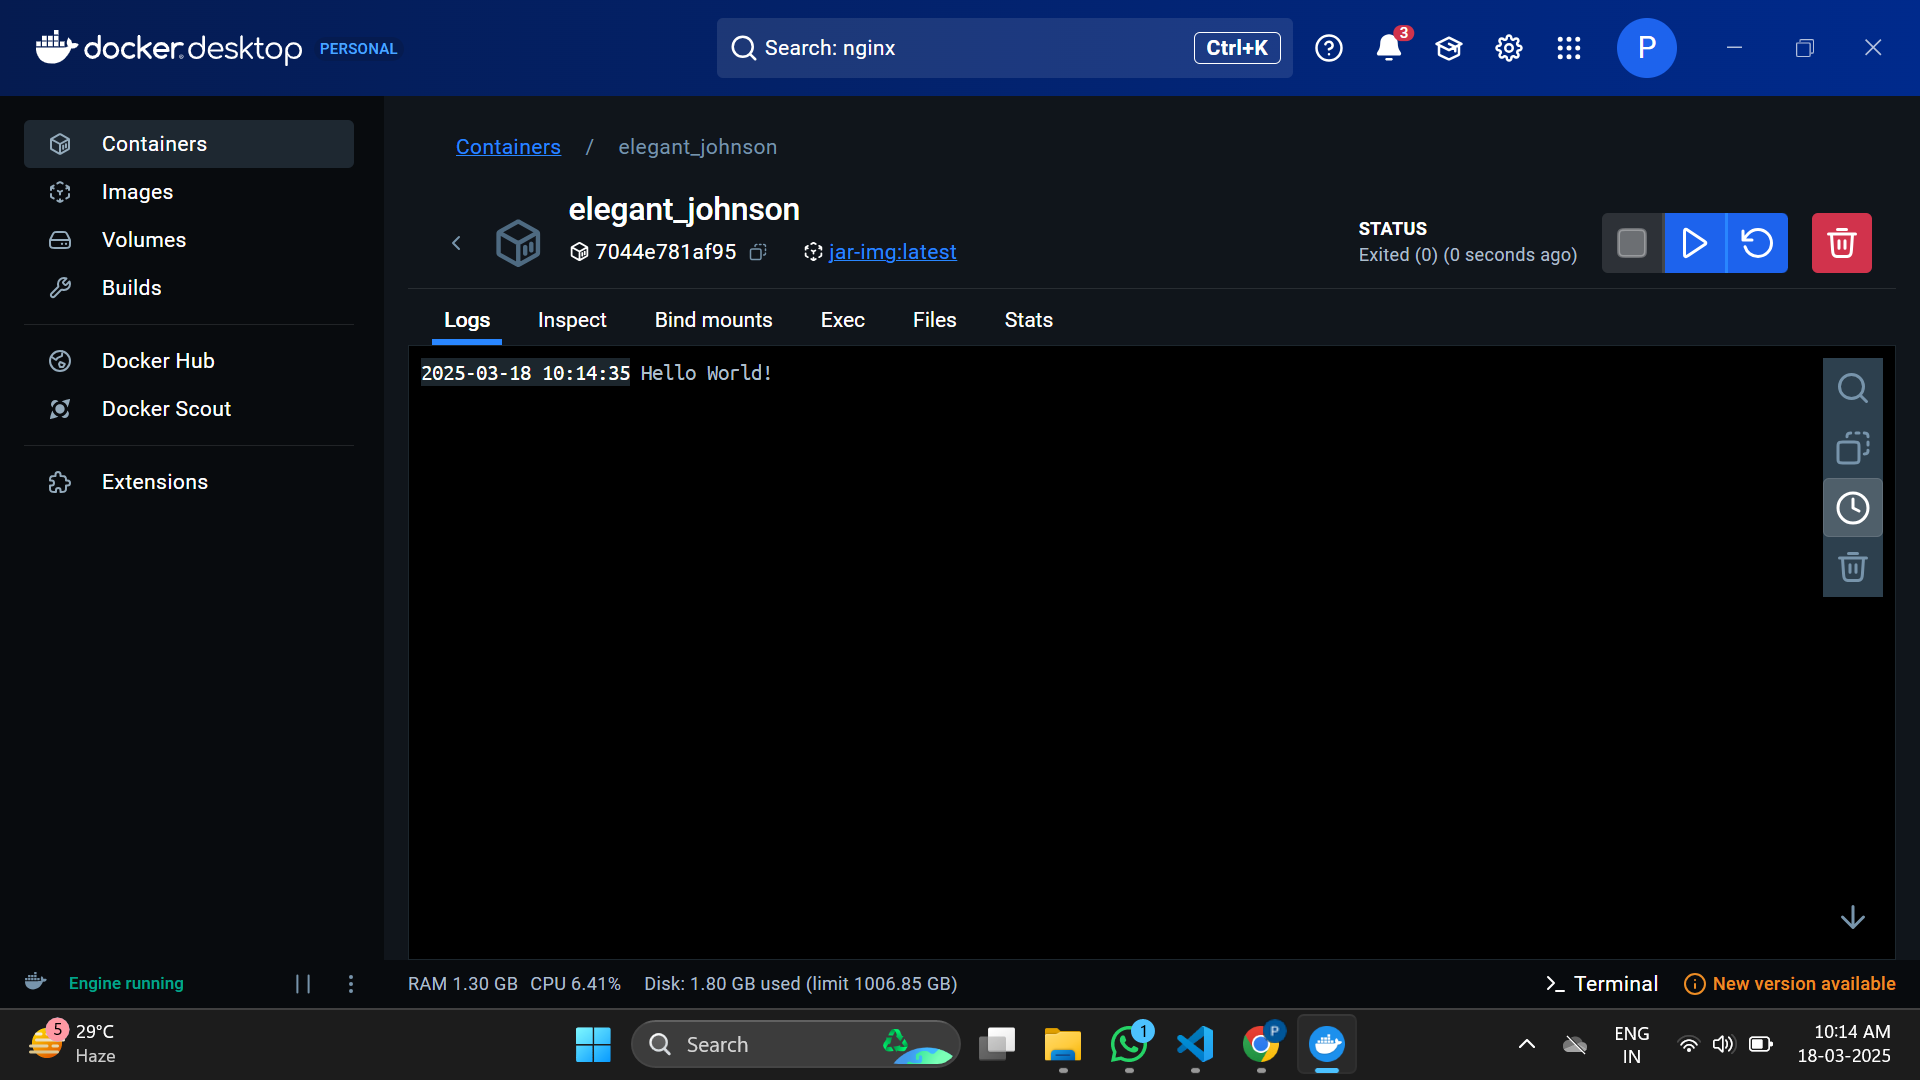 docker desktop PERSONAL
Search: nginx Ctrl+K
3
P
Containers
Images
Volumes
Builds
Docker Hub
Docker Scout
Extensions
Containers / elegant_johnson
elegant_johnson
7044e781af95 jar-img:latest
STATUS
Exited (0) (0 seconds ago)
Logs Inspect Bind mounts Exec Files Stats
2025-03-18 10:14:35 Hello World!
Engine running
RAM 1.30 GB CPU 6.41% Disk: 1.80 GB used (limit 1006.85 GB)
Terminal
New version available
5
29°C
Haze
Search
1
P
ENG
IN
10:14 AM
18-03-2025